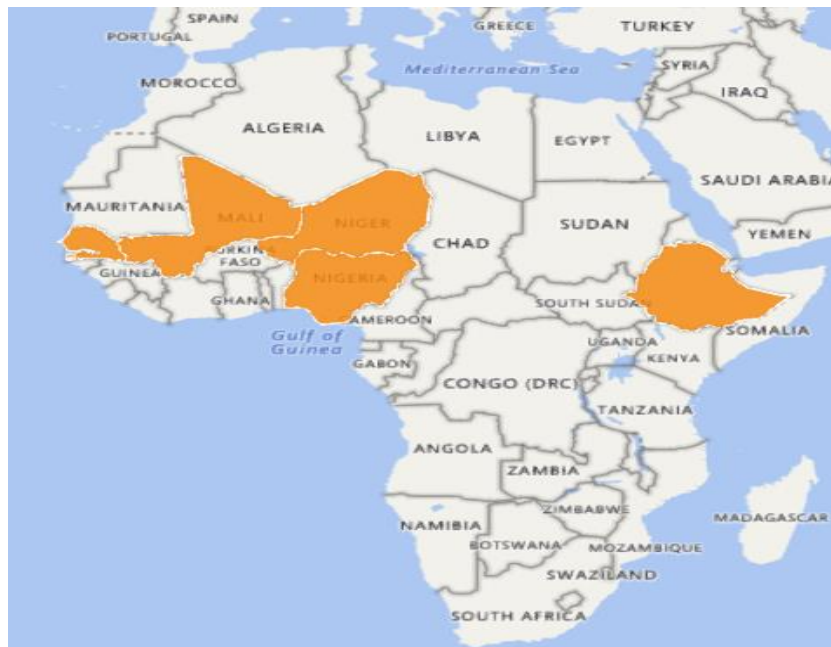 SPAIN
PORTUGAL
GREECE
TURKEY
SYRIA
Mediterranean Sea
IRAQ
MOROCCO
ALGERIA
LIBYA
EGYPT
SAUDI ARABIA
MAURITANIA
MALI
NIGER
CHAD
SUDAN
YEMEN
BURKINA
FASO
GUINEA
NIGERIA
GHANA
SOUTH SUDAN
CAMEROON
SOMALIA
Gulf of
Guinea
UGANDA
KENYA
GABON
CONGO (DRC)
TANZANIA
ANGOLA
ZAMBIA
ZIMBABWE
NAMIBIA
MADAGASCAR
BOTSWANA
MOZAMBIQUE
SWAZILAND
SOUTH AFRICA